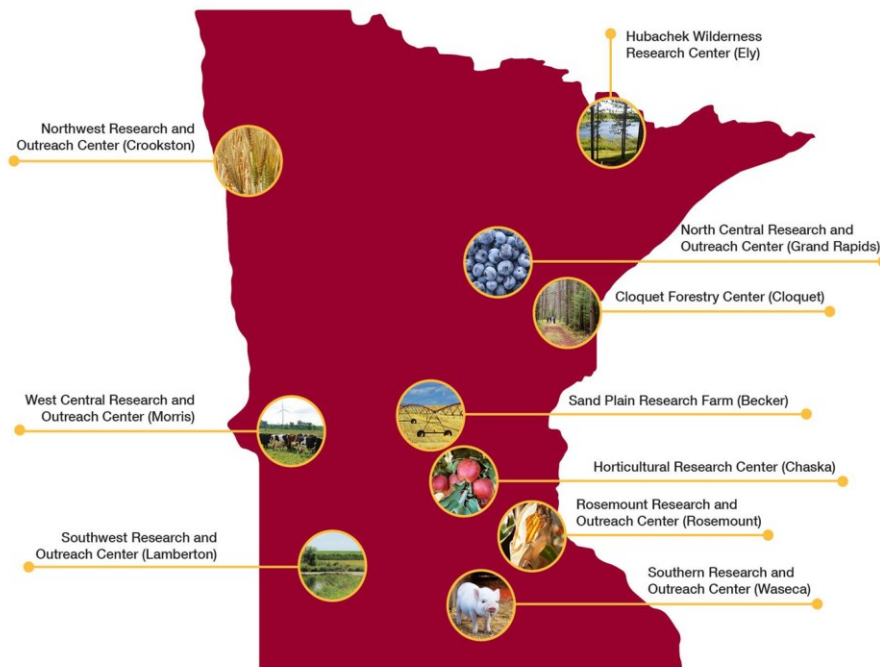 Hubachek Wilderness
Research Center (Ely)
Northwest Research and
Outreach Center (Crookston)
North Central Research and
Outreach Center (Grand Rapids)
Cloquet Forestry Center (Cloquet)
West Central Research and
Outreach Center (Morris)
Sand Plain Research Farm (Becker)
Horticultural Research Center (Chaska)
Rosemount Research and
Outreach Center (Rosemount)
Southwest Research and
Outreach Center (Lamberton)
Southern Research and
Outreach Center (Waseca)